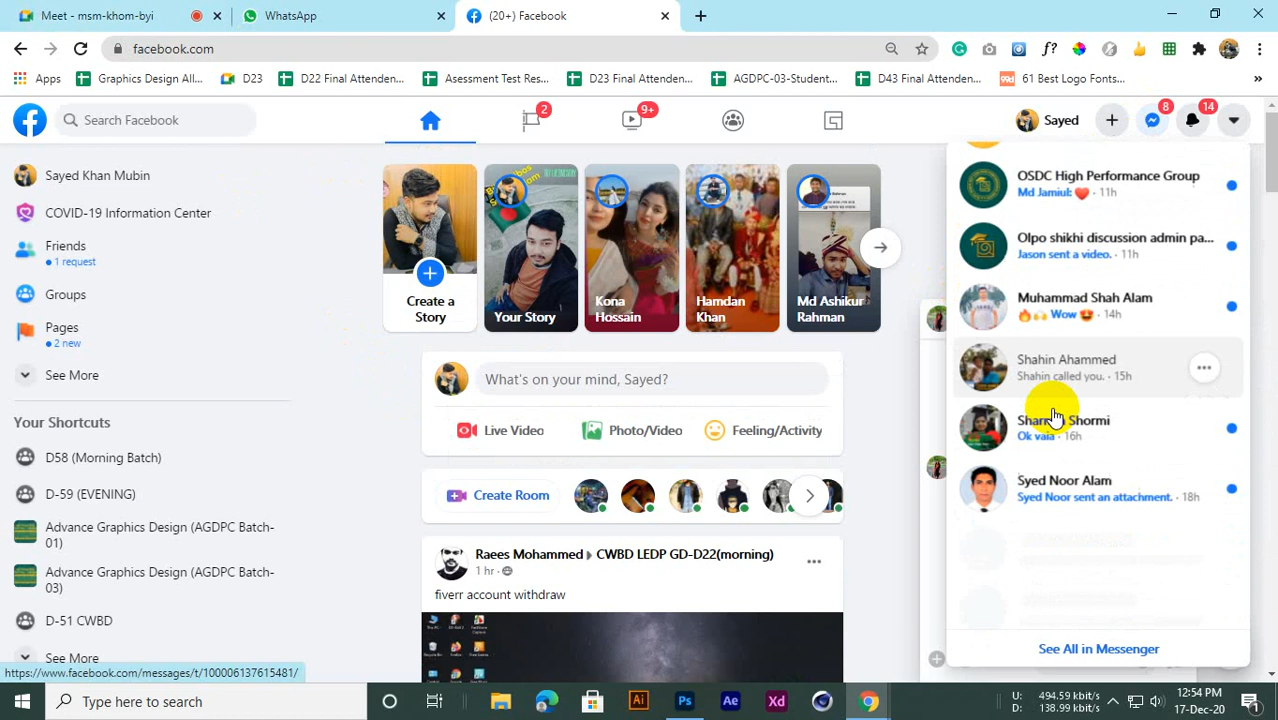 Meet - msn-khom-byi
WhatsApp
(20+) Facebook
facebook.com
Apps
Graphics Design All...
D23
D22 Final Attenden...
Asessment Test Res...
D23 Final Attenden...
AGDPC-03-Student...
D43 Final Attenden...
61 Best Logo Fonts...
Search Facebook
2
9+
Sayed
8
14
Sayed Khan Mubin
COVID-19 Information Center
Friends
1 request
Groups
Pages
2 new
See More
Your Shortcuts
D58 (Morning Batch)
D-59 (EVENING)
Advance Graphics Design (AGDPC Batch-
01)
Advance Graphics Design (AGDPC Batch-
03)
D-51 CWBD
See More
https://www.facebook.com/messages/t/100006137615481/
Create a
Story
Your Story
Kona
Hossain
Hamdan
Khan
Md Ashikur
Rahman
What's on your mind, Sayed?
Live Video
Photo/Video
Feeling/Activity
Create Room
Raees Mohammed ▸ CWBD LEDP GD-D22(morning)
1 hr ·
fiverr account withdraw
OSDC High Performance Group
Md Jamiul: ❤ · 11h
Olpo shikhi discussion admin pa...
Jason sent a video. · 11h
Muhammad Shah Alam
🔥🙌 Wow 🤩 · 14h
Shahin Ahammed
Shahin called you. · 15h
Shormi
Ok vaia · 16h
Syed Noor Alam
Syed Noor sent an attachment. · 18h
See All in Messenger
Type here to search
U: 494.59 kbit/s
D: 138.99 kbit/s
12:54 PM
17-Dec-20